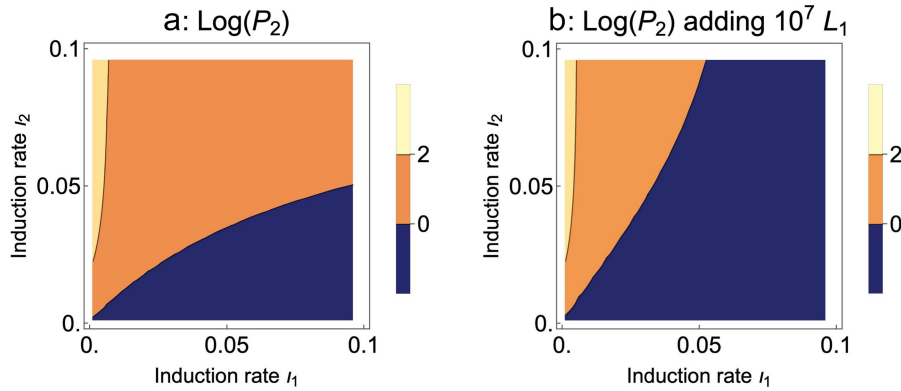 a: Log(P₂)
0.1
0.05
0.
0.
0.05
0.1
Induction rate ι₂
Induction rate ι₁
2
0
b: Log(P₂) adding 10⁷ L₁
0.1
0.05
0.
0.
0.05
0.1
Induction rate ι₂
Induction rate ι₁
2
0